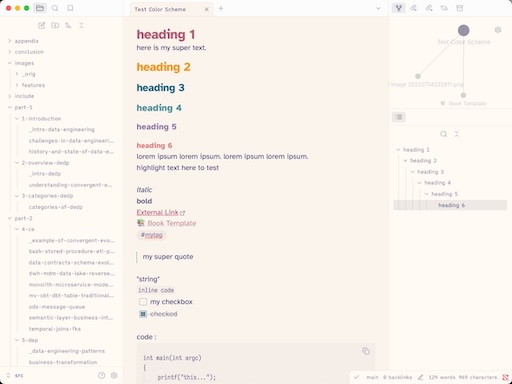 Test Color Scheme
appendix
conclusion
images
_orig
features
include
part-1
1-introduction
_intro-data-engineering
challenges-in-data-engineeri...
history-and-state-of-data-e...
2-overview-dedp
_intro-dedp
understanding-convergent-e...
3-categories-dedp
categories-of-dedp
part-2
4-ce
_example-of-convergent-evo...
bash-stored-procedure-etl-p...
data-contracts-schema-evol...
dwh-mdm-data-lake-reverse...
monolith-microservice-mode...
mv-obt-dbt-table-traditional...
ods-message-queue
semantic-layer-business-int...
temporal-joins-fks
5-dep
_data-engineering-patterns
business-transformation
src
heading 1
here is my super text.
heading 2
heading 3
heading 4
heading 5
heading 6
lorem ipsum lorem ipsum. lorem ipsum lorem ipsum.
highlight text here to test
italic
bold
External Link
Book Template
#mytag
my super quote
"string"
inline code
my checkbox
checked
code :
int main(int argc)
{
printf("this...");
Test Color Scheme
Book Template
heading 1
heading 2
heading 3
heading 4
heading 5
heading 6
main 0 backlinks 129 words 969 characters